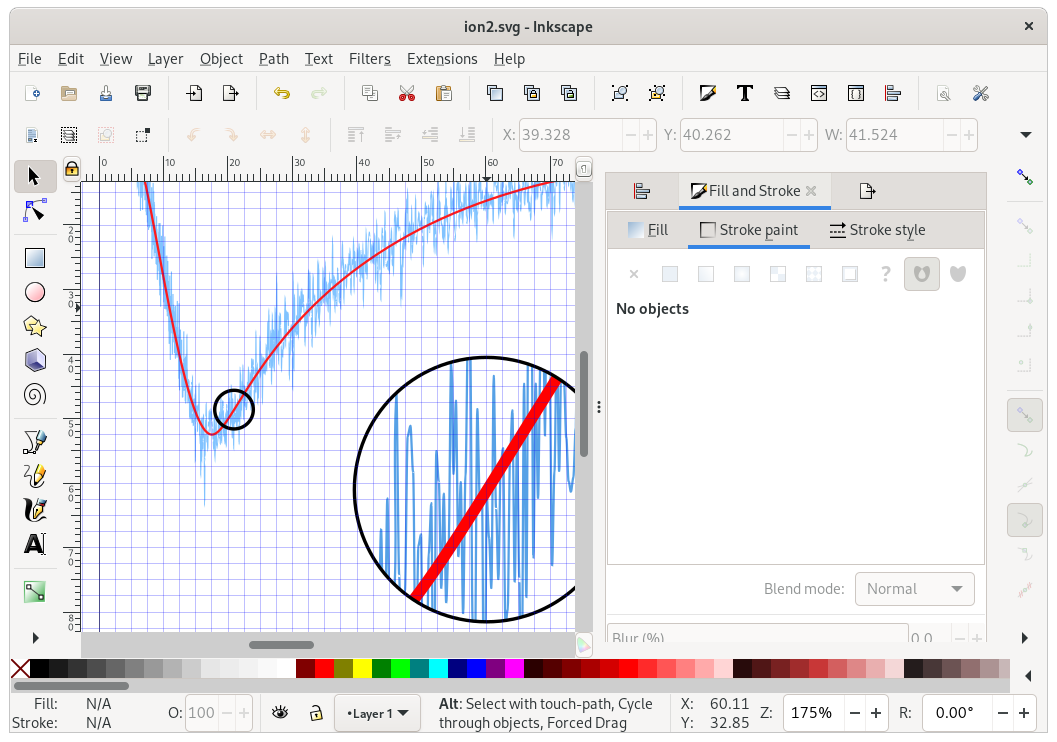 ion2.svg - Inkscape
File Edit View Layer Object Path Text Filters Extensions Help
X: 39.328 Y: 40.262 W: 41.524
0 10 20 30 40 50 60 70
Fill and Stroke
Fill Stroke paint Stroke style
?
No objects
20
30
40
50
60
70
80
A
Blend mode: Normal
Blur (%) 0.0
Fill: N/A
Stroke: N/A
O: 100
•Layer 1
Alt: Select with touch-path, Cycle
through objects, Forced Drag
X: 60.11
Y: 32.85
Z: 175%
R: 0.00°